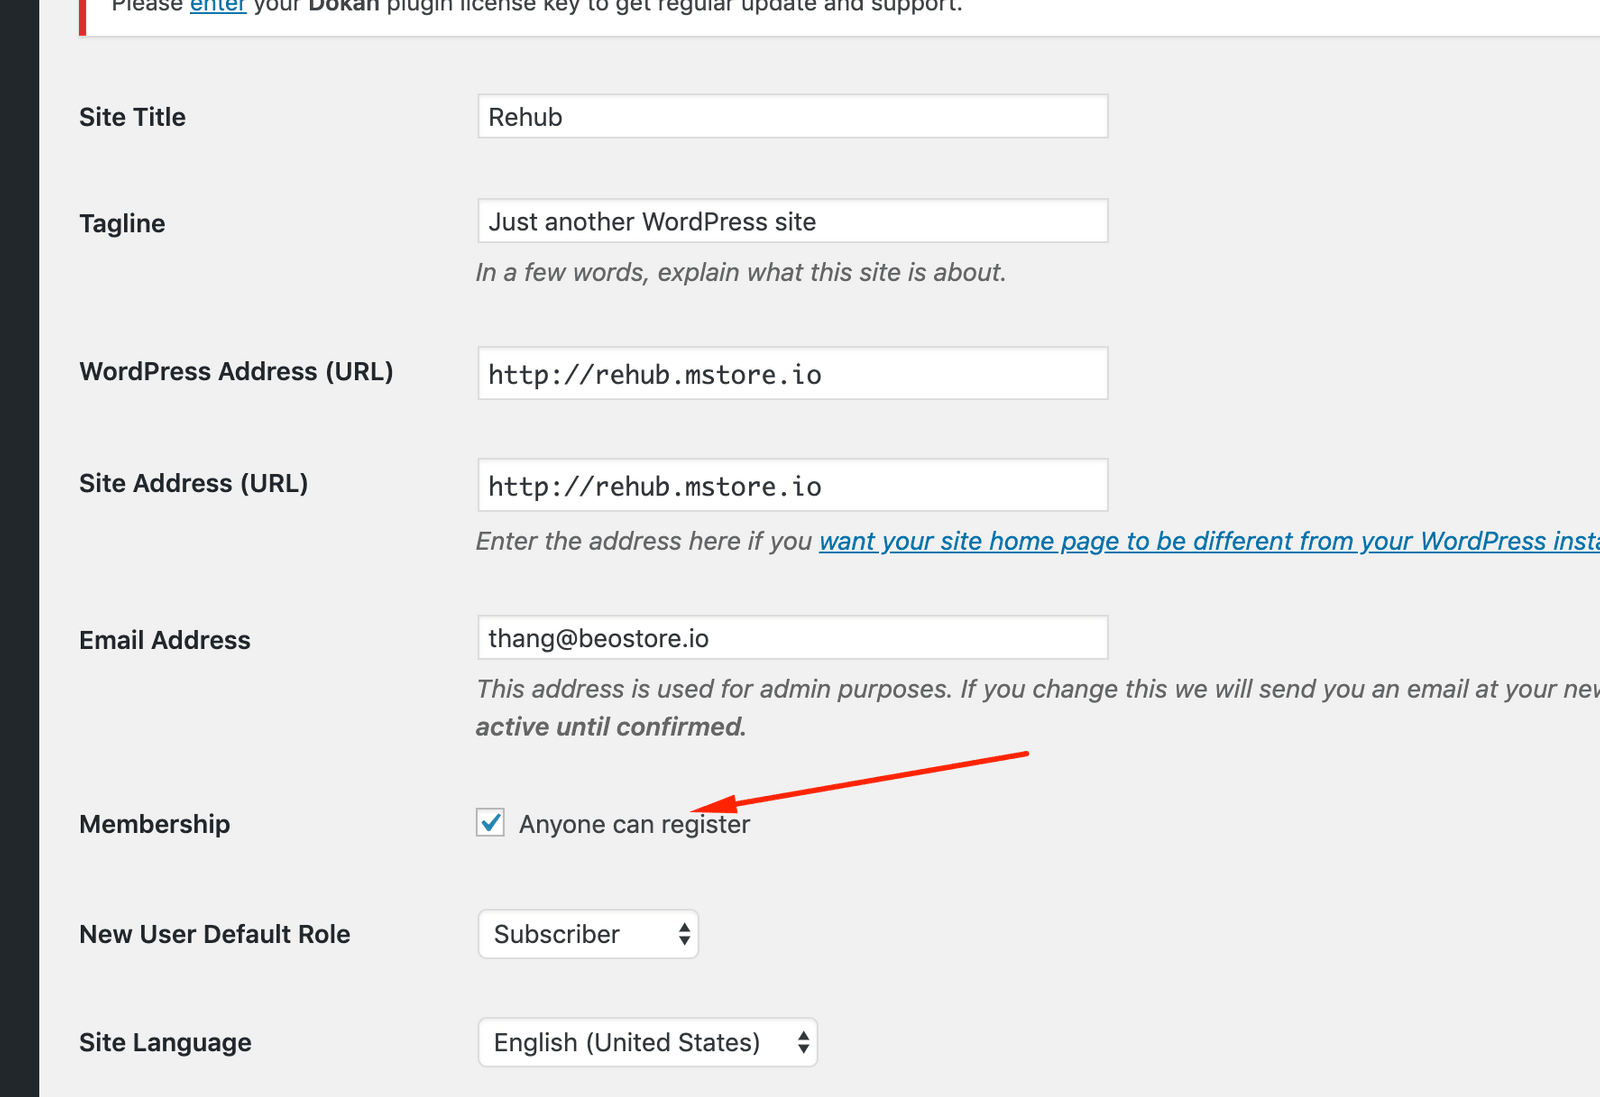 Please enter your Dokan plugin license key to get regular update and support.
Site Title
Rehub
Tagline
Just another WordPress site
In a few words, explain what this site is about.
WordPress Address (URL)
http://rehub.mstore.io
Site Address (URL)
http://rehub.mstore.io
Enter the address here if you want your site home page to be different from your WordPress
Email Address
thang@beostore.io
This address is used for admin purposes. If you change this we will send you an email at your
active until confirmed.
Membership
Anyone can register
New User Default Role
Subscriber
Site Language
English (United States)